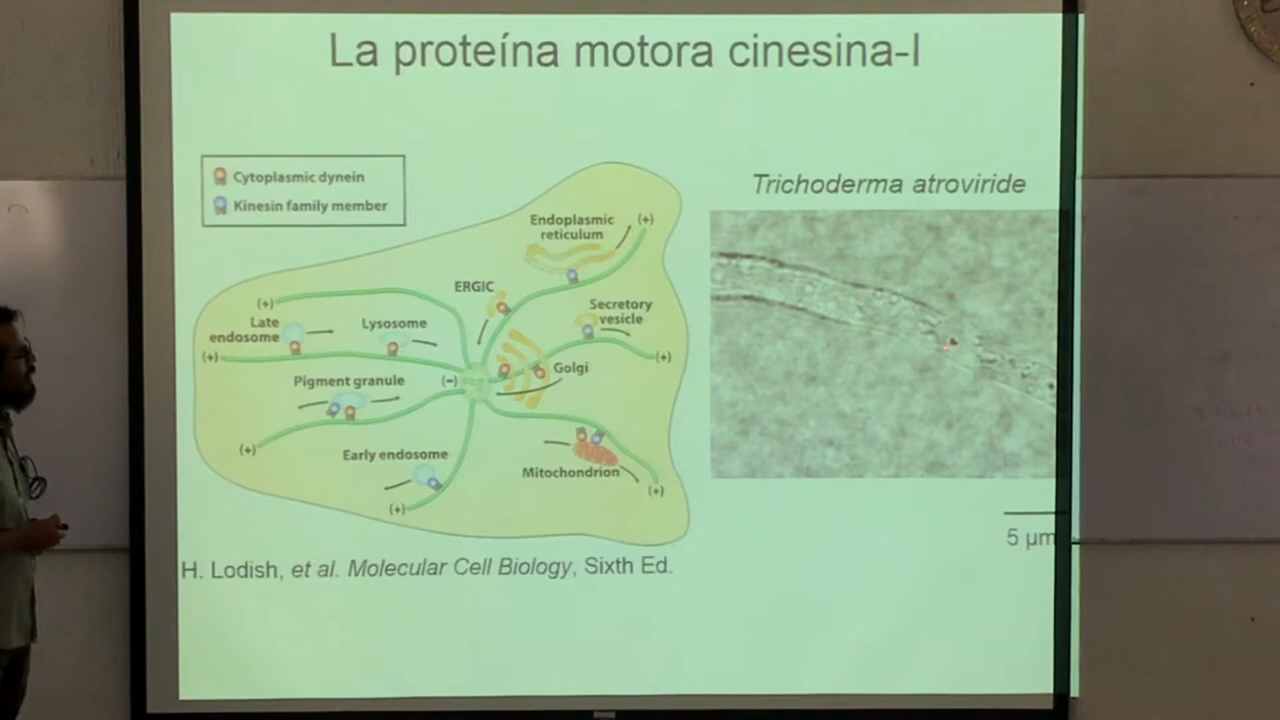 La proteína motora cinesina-I
Cytoplasmic dynein
Kinesin family member
Trichoderma atroviride
Endoplasmic
reticulum
(+)
ERGIC
(+)
Late
endosome
Lysosome
Secretory
vesicle
(+)
(+)
Golgi
Pigment granule
(−)
(+)
Early endosome
Mitochondrion
(+)
(+)
5 µm
H. Lodish, et al. Molecular Cell Biology, Sixth Ed.